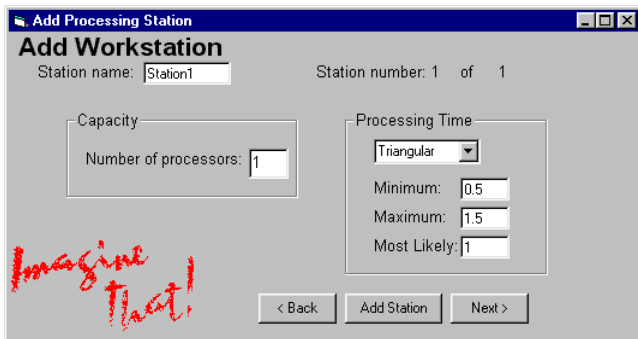 Add Processing Station
Add Workstation
Station name: Station1 Station number: 1 of 1
Capacity
Number of processors: 1
Processing Time
Triangular
Minimum: 0.5
Maximum: 1.5
Most Likely: 1
Imagine
That!
< Back Add Station Next >